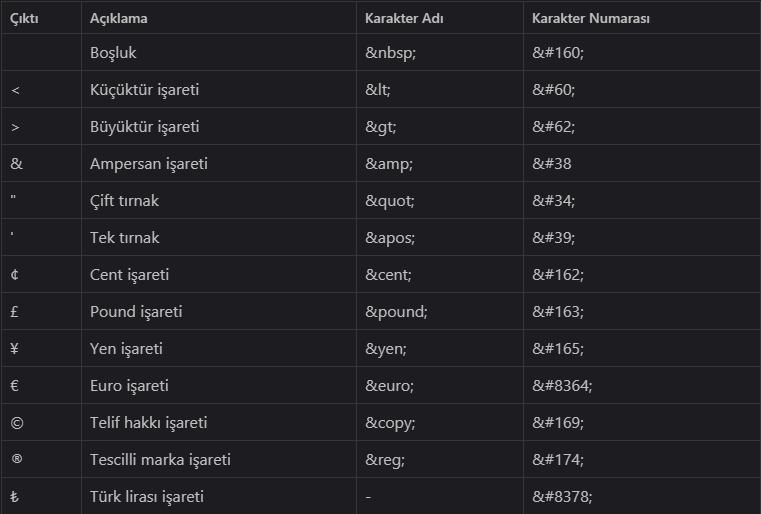 Çıktı Açıklama Karakter Adı Karakter Numarası
Boşluk &nbsp; &#160;
< Küçüktür işareti &lt; &#60;
> Büyüktür işareti &gt; &#62;
& Ampersan işareti &amp; &#38
" Çift tırnak &quot; &#34;
' Tek tırnak &apos; &#39;
¢ Cent işareti &cent; &#162;
£ Pound işareti &pound; &#163;
¥ Yen işareti &yen; &#165;
€ Euro işareti &euro; &#8364;
© Telif hakkı işareti &copy; &#169;
® Tescilli marka işareti &reg; &#174;
₺ Türk lirası işareti - &#8378;